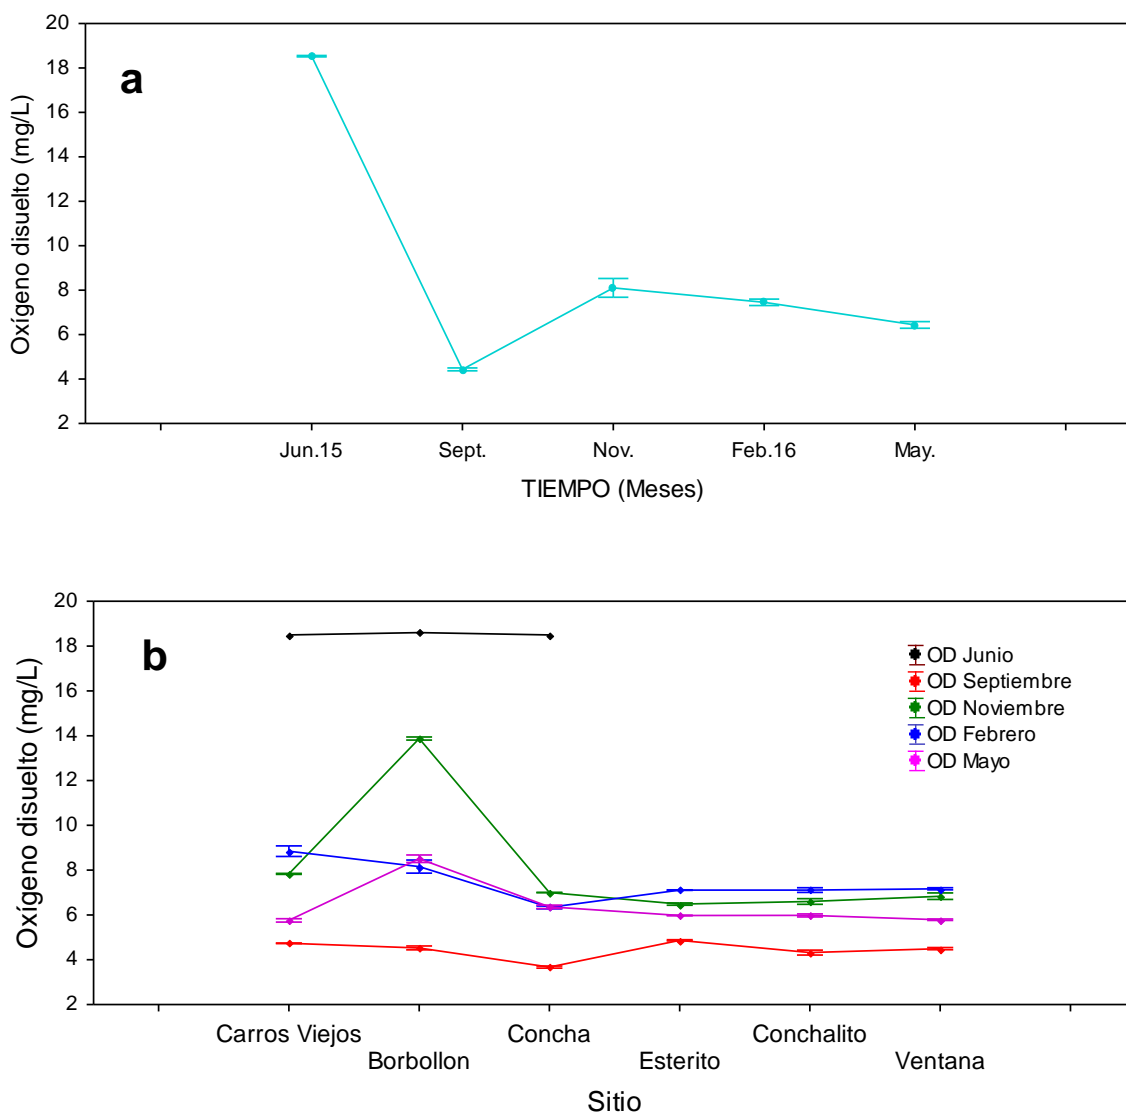 20
18
16
14
12
10
8
6
4
2
Oxígeno disuelto (mg/L)
a
Jun.15 Sept. Nov. Feb.16 May.
TIEMPO (Meses)
20
18
16
14
12
10
8
6
4
2
Oxígeno disuelto (mg/L)
b
OD Junio
OD Septiembre
OD Noviembre
OD Febrero
OD Mayo
Carros Viejos Concha Conchalito
Borbollon Esterito Ventana
Sitio